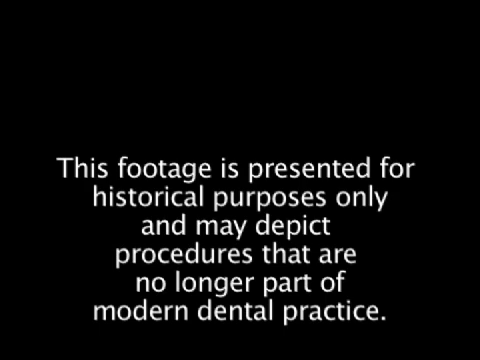 This footage is presented for
historical purposes only
and may depict
procedures that are
no longer part of
modern dental practice.